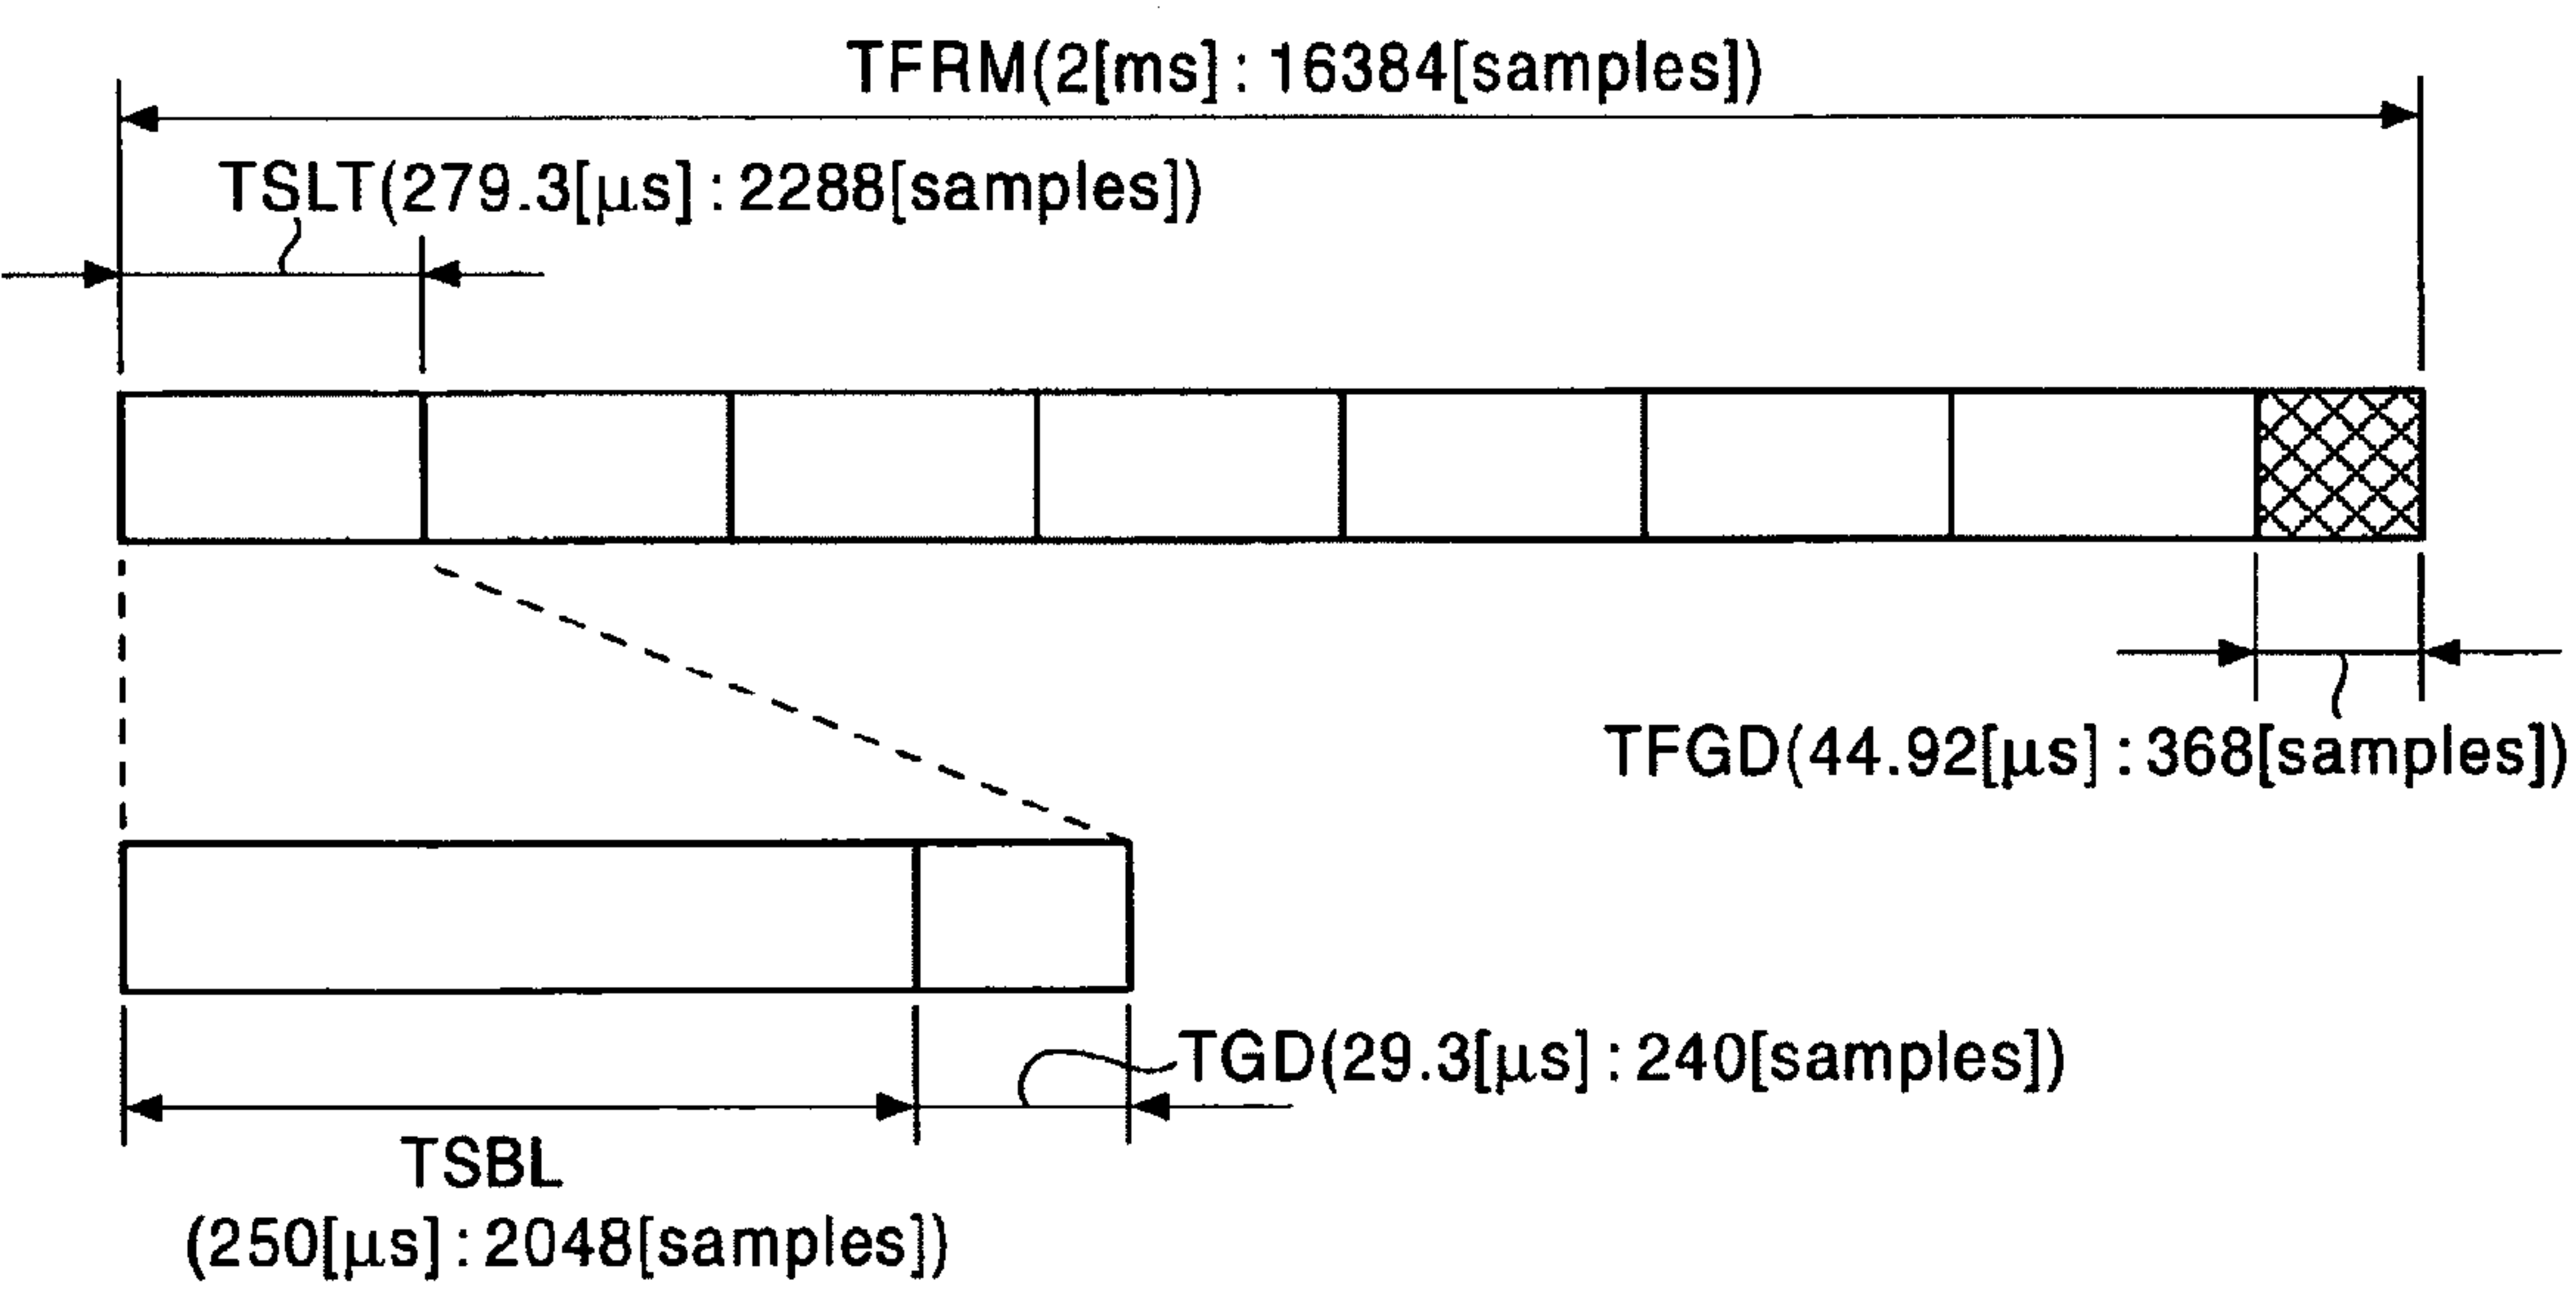 TFRM(2[ms]:16384[samples])
TSLT(279.3[μs]:2288[samples])
TFGD(44.92[μs]:368[samples])
TGD(29.3[μs]:240[samples])
TSBL
(250[μs]:2048[samples])